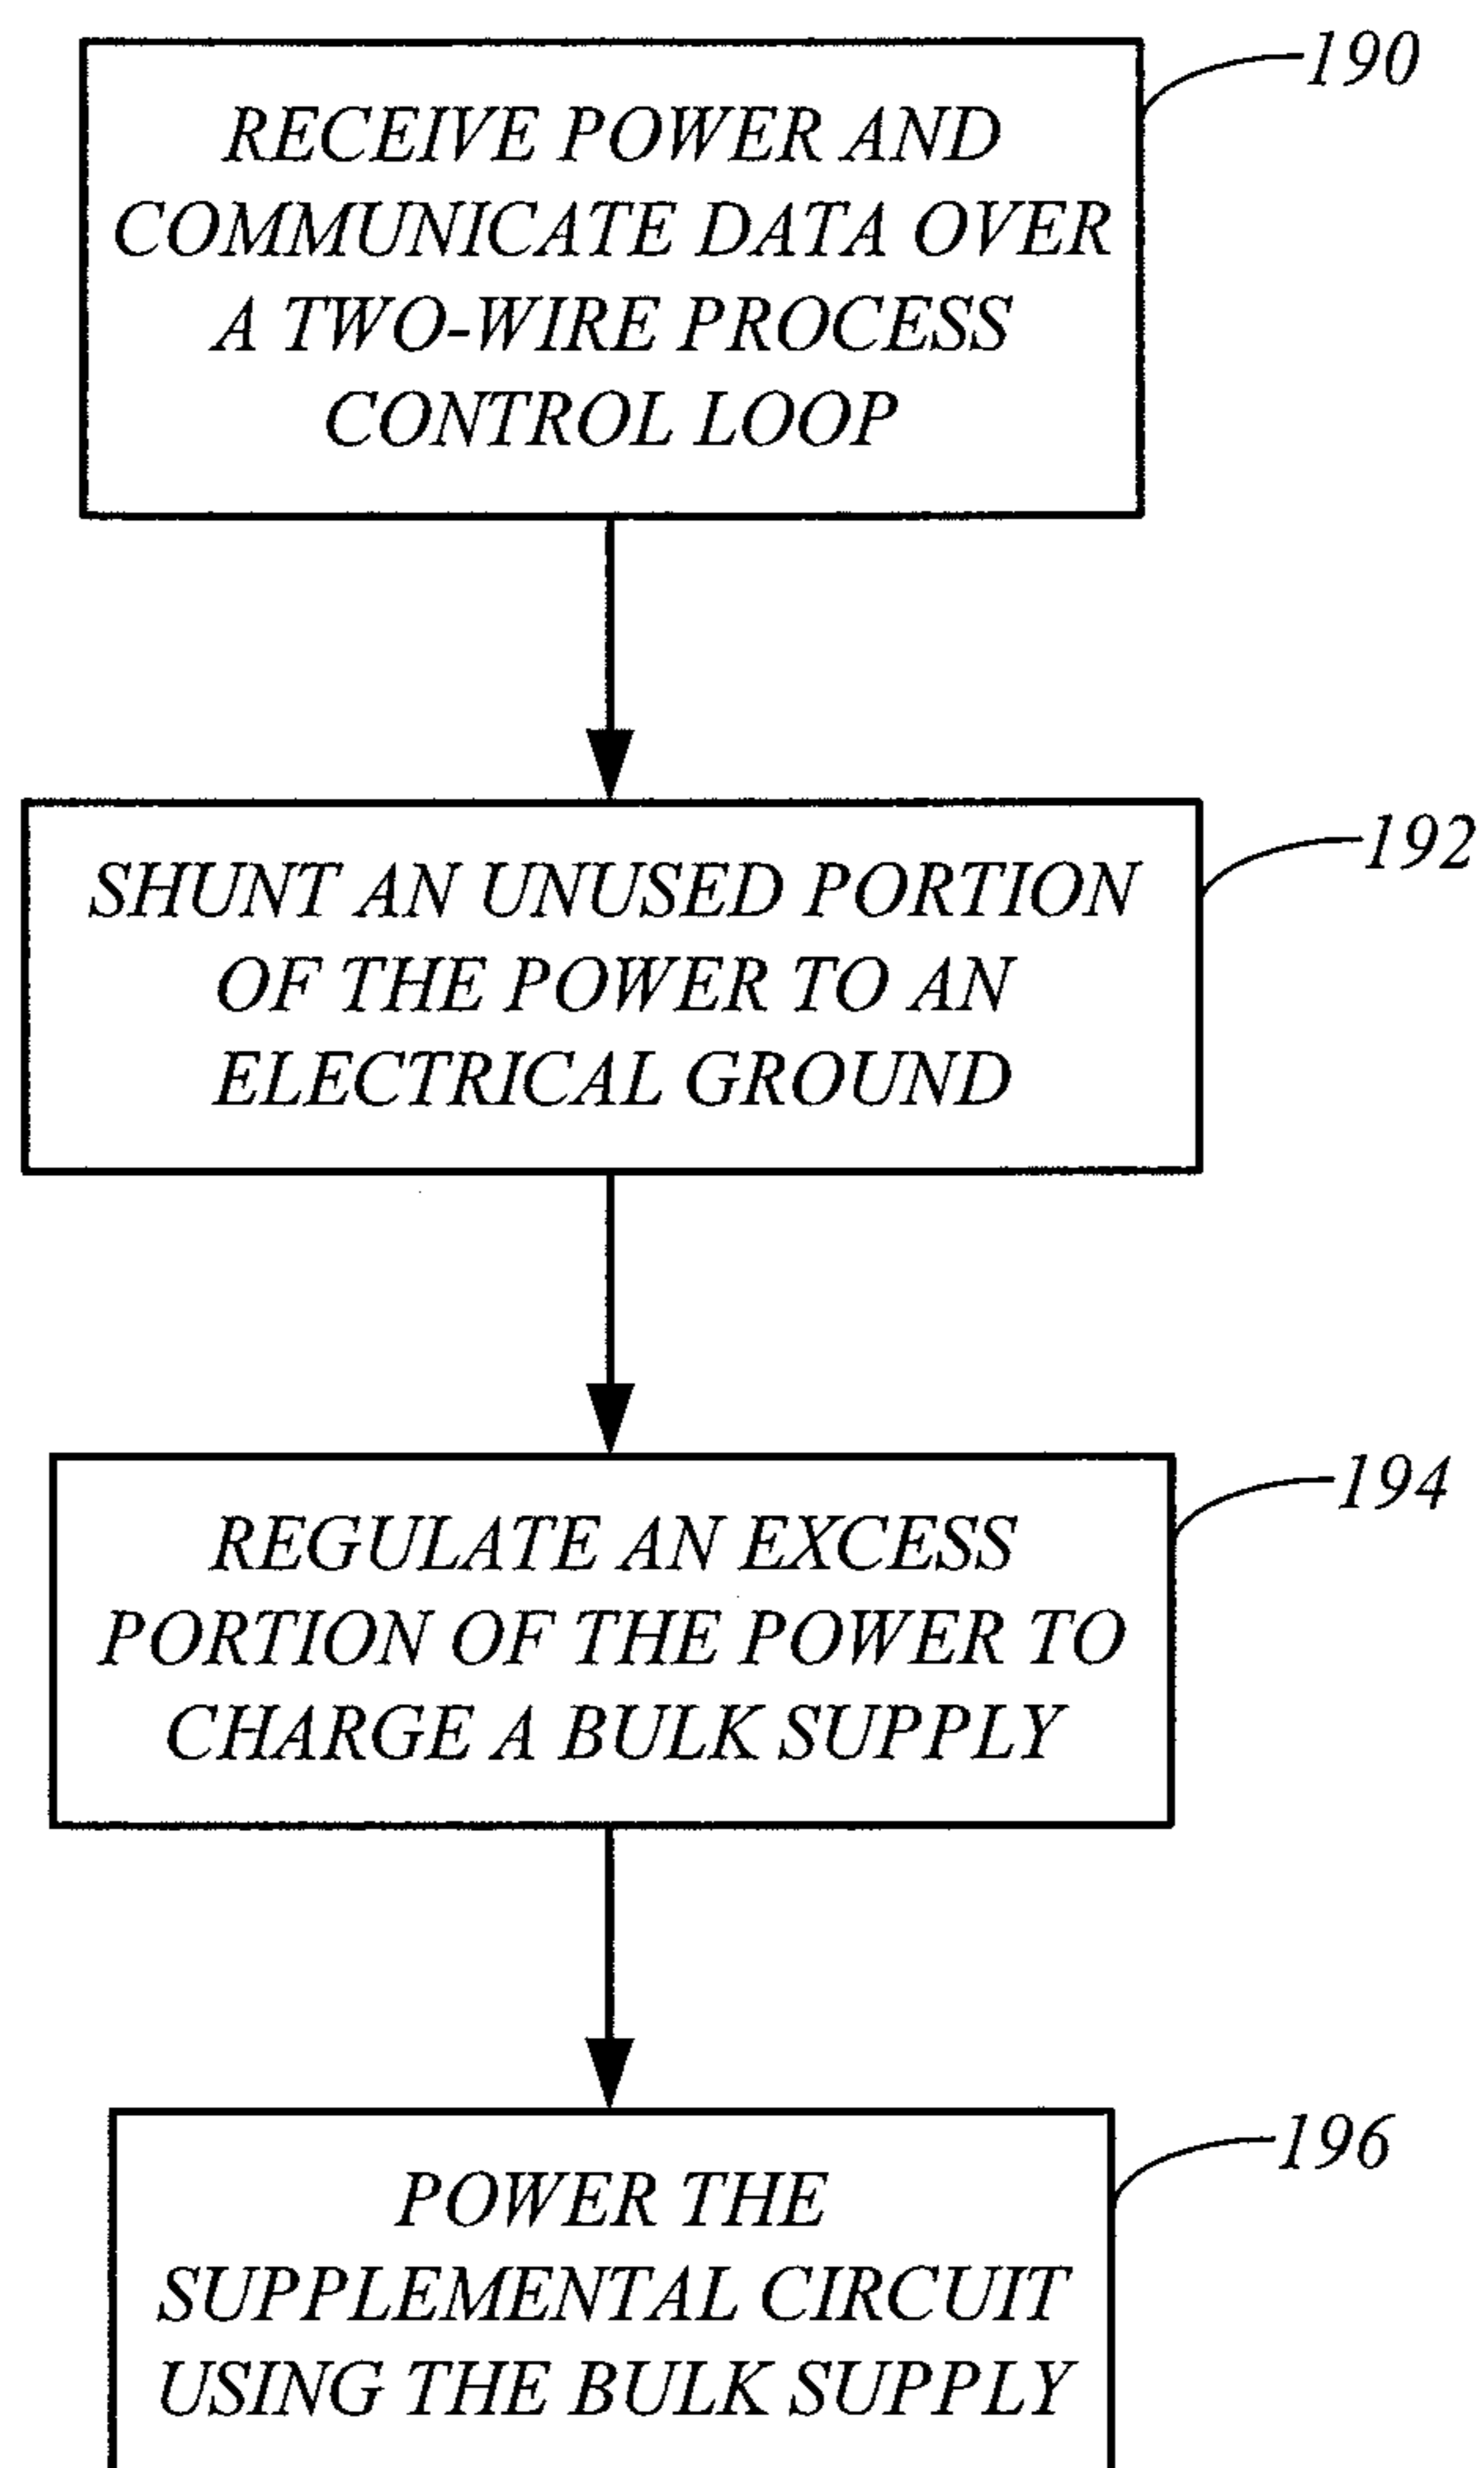 190
RECEIVE POWER AND
COMMUNICATE DATA OVER
A TWO-WIRE PROCESS
CONTROL LOOP
192
SHUNT AN UNUSED PORTION
OF THE POWER TO AN
ELECTRICAL GROUND
194
REGULATE AN EXCESS
PORTION OF THE POWER TO
CHARGE A BULK SUPPLY
196
POWER THE
SUPPLEMENTAL CIRCUIT
USING THE BULK SUPPLY